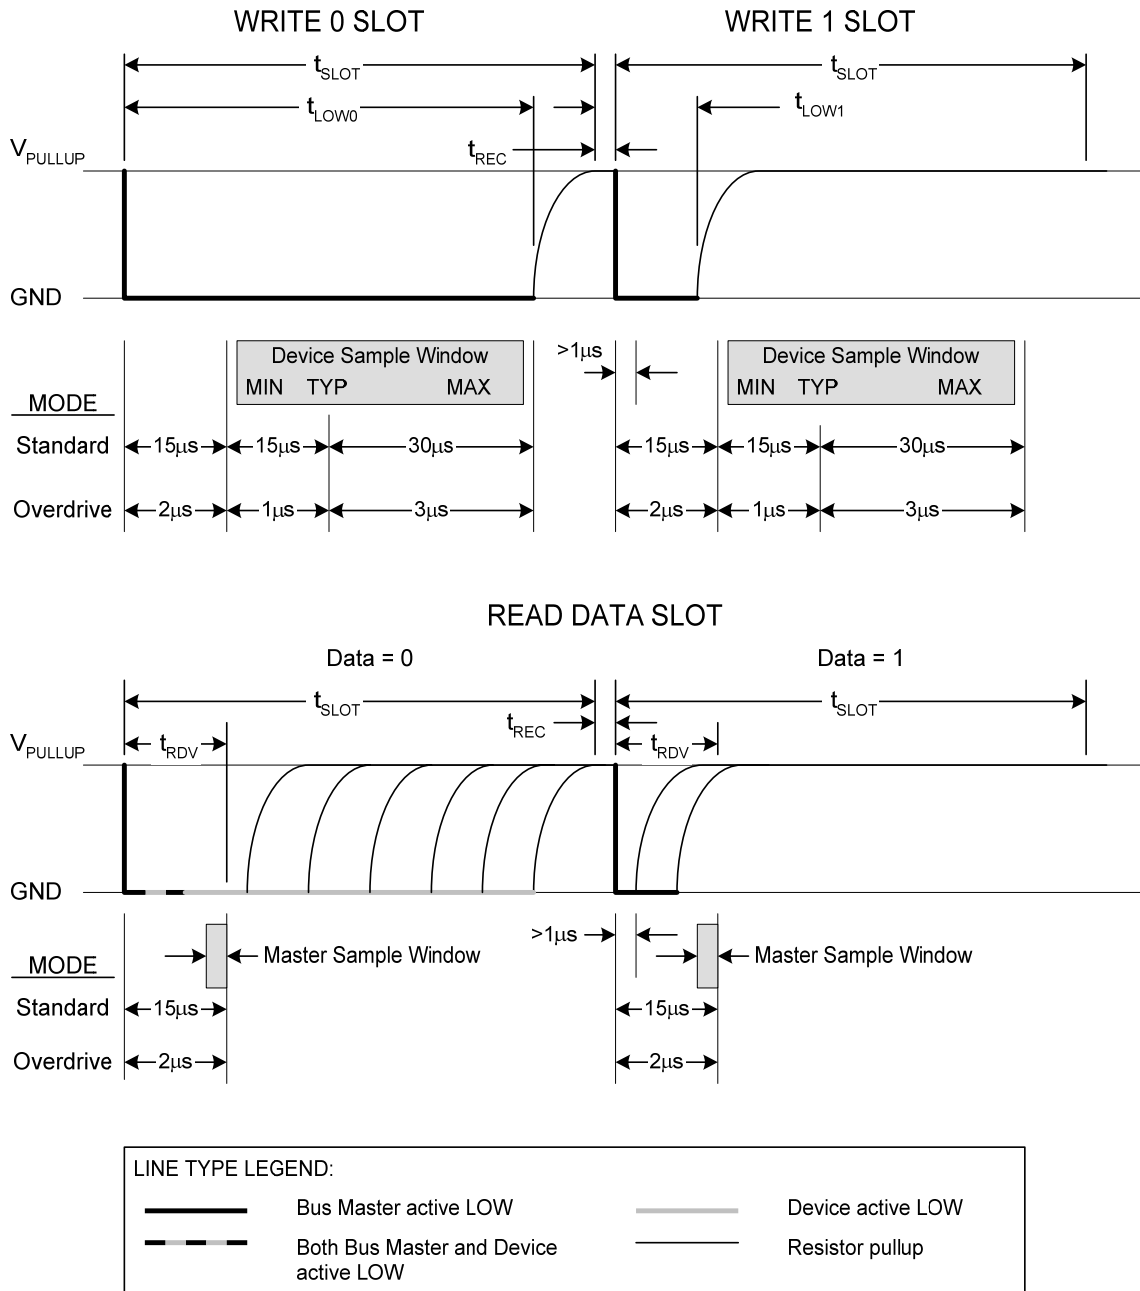 WRITE 0 SLOT WRITE 1 SLOT
tSLOT tSLOT
tLOW0 tLOW1
VPULLUP tREC
GND
Device Sample Window >1µs Device Sample Window
MIN TYP MAX MIN TYP MAX
MODE
Standard 15µs 15µs 30µs 15µs 15µs 30µs
Overdrive 2µs 1µs 3µs 2µs 1µs 3µs
READ DATA SLOT
Data = 0 Data = 1
tSLOT tSLOT
tREC
VPULLUP tRDV tRDV
GND
>1µs
MODE Master Sample Window Master Sample Window
Standard 15µs 15µs
Overdrive 2µs 2µs
LINE TYPE LEGEND:
Bus Master active LOW Device active LOW
Both Bus Master and Device Resistor pullup
active LOW